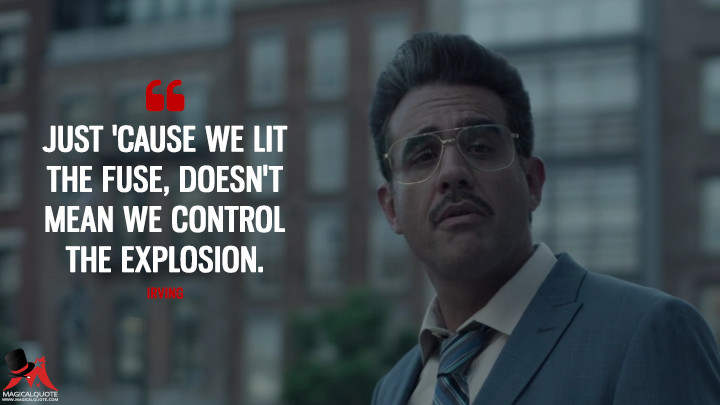 JUST 'CAUSE WE LIT
THE FUSE, DOESN'T
MEAN WE CONTROL
THE EXPLOSION.
IRVING
MAGICALQUOTE
WWW.MAGICALQUOTE.COM